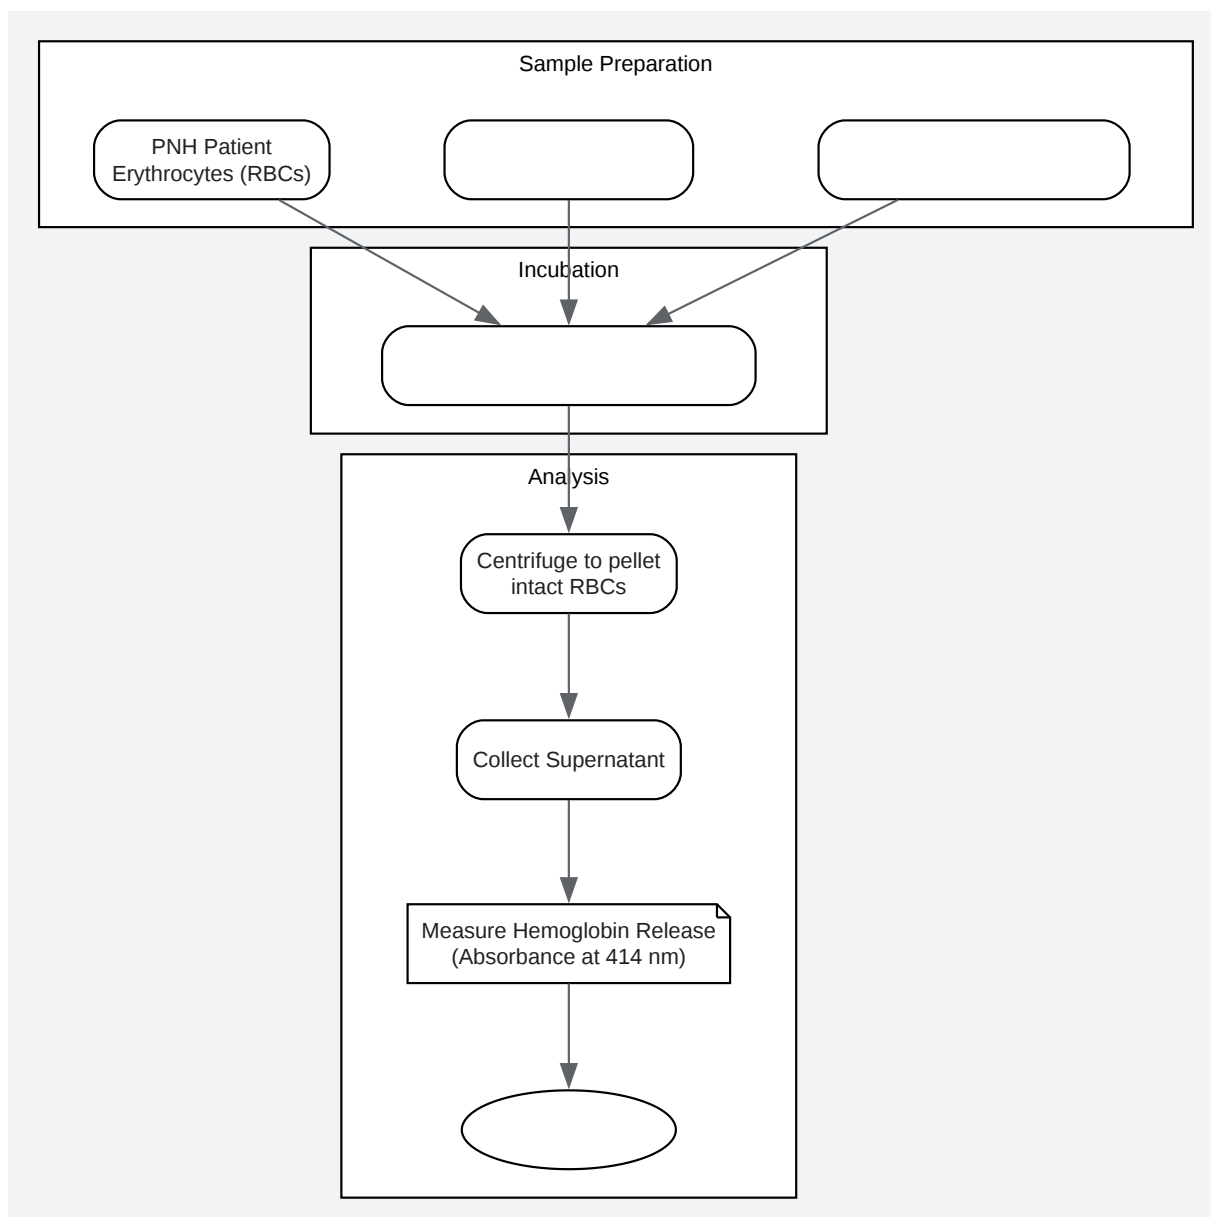 Sample Preparation
PNH Patient
Erythrocytes (RBCs)
Incubation
Analysis
Centrifuge to pellet
intact RBCs
Collect Supernatant
Measure Hemoglobin Release
(Absorbance at 414 nm)